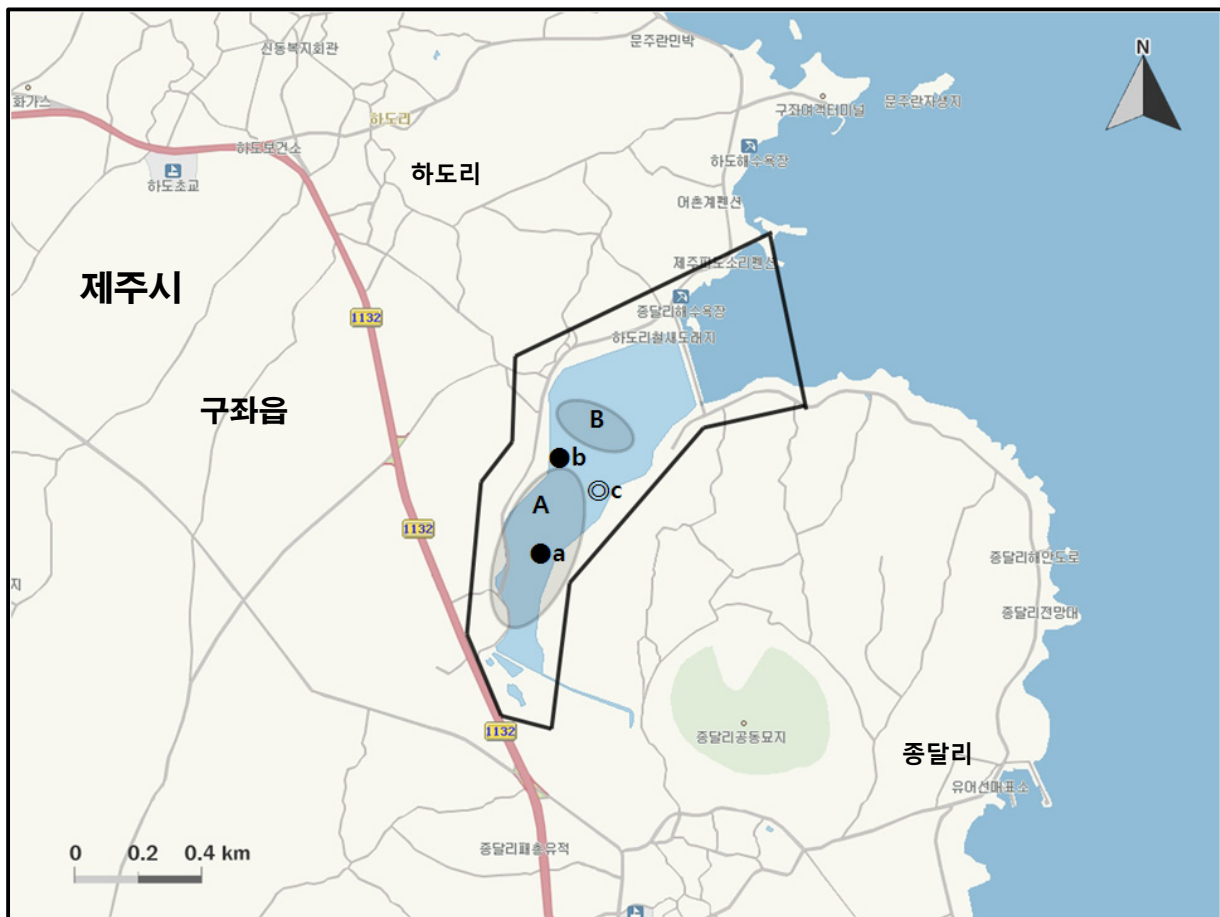 문주란민박
신동복지회관
N
화가스
구좌여객터미널
문주란자생지
하도리
하도보건소
하도해수욕장
하도리
하도초교
어촌계펜션
제주파도소리펜션
제주시
종달리해수욕장
1132
하도리철새도래지
구좌읍
B
b
c
A
1132
a
종달리해안도로
지
종달리전망대
1132
종달리공동묘지
종달리
유어선매표소
0 0.2 0.4 km
종달리패총유적